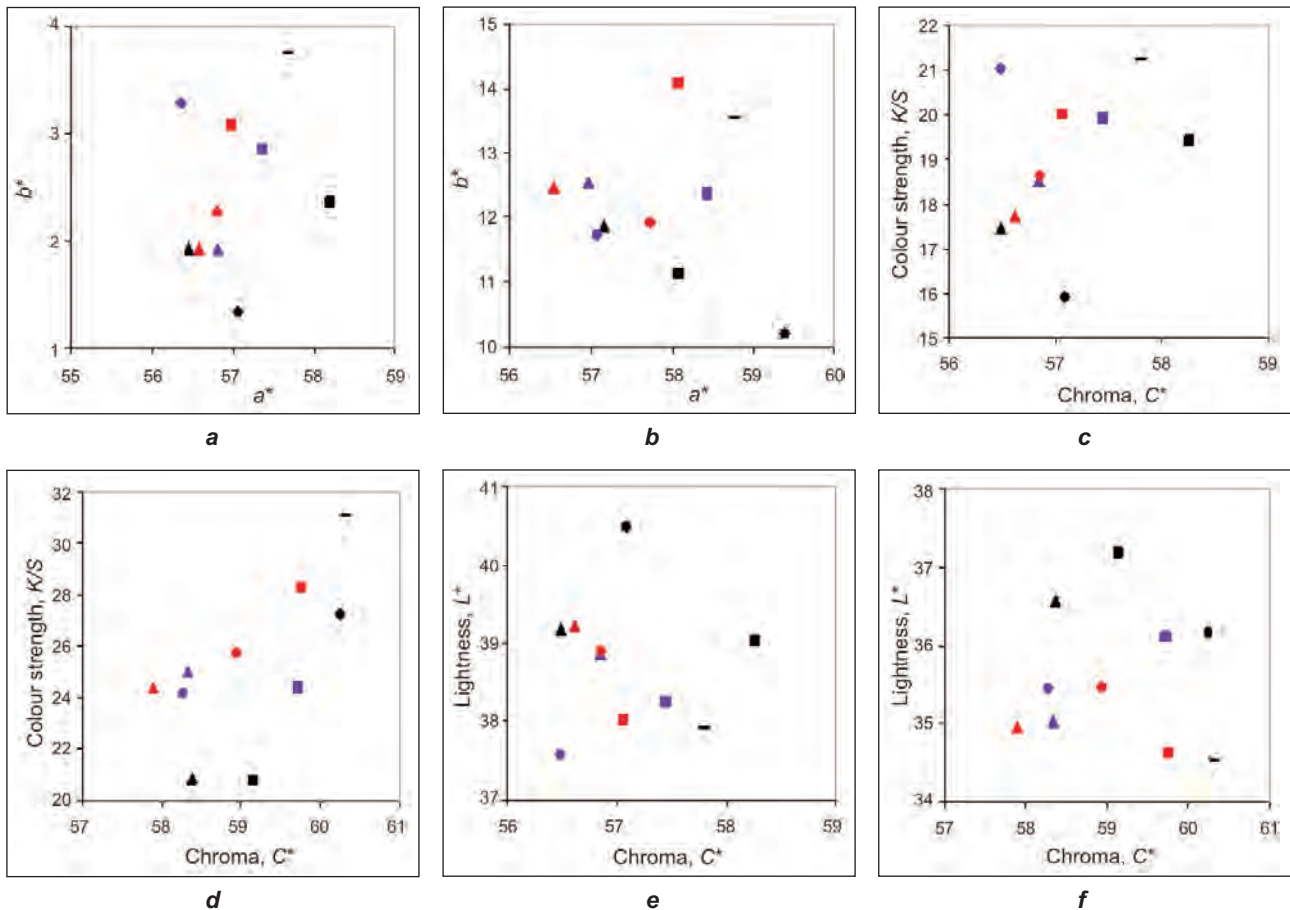 4
3
2
1
b*
55 56 57 58 59
a*
a
15
14
13
12
11
10
b*
56 57 58 59 60
a*
b
22
21
20
19
18
17
16
15
Colour strength, K/S
56 57 58 59
Chroma, C*
c
32
30
28
26
24
22
20
Colour strength, K/S
57 58 59 60 61
Chroma, C*
d
41
40
39
38
37
Lightness, L*
56 57 58 59
Chroma, C*
e
38
37
36
35
34
Lightness, L*
57 58 59 60 61
Chroma, C*
f